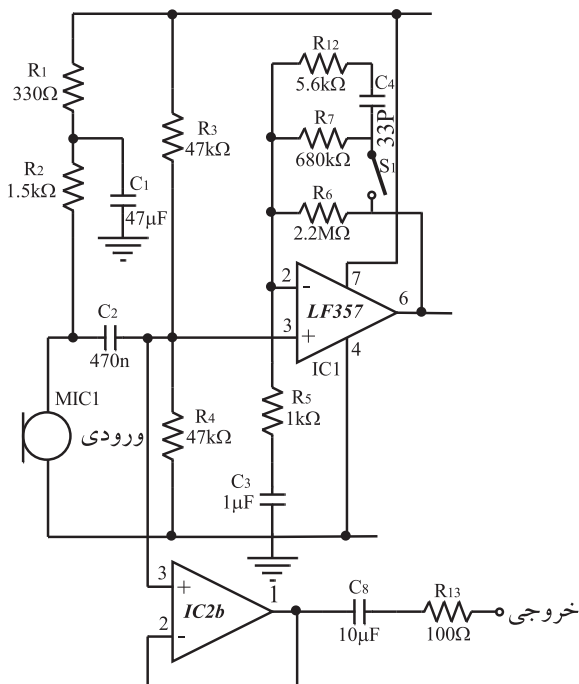 R1
330Ω
R2
1.5kΩ
C1
47µF
R3
47kΩ
R12
5.6kΩ
C4
33P
R7
680kΩ
S1
R6
2.2MΩ
2
-
7
LF357
6
3
+
4
IC1
C2
470n
MIC1
ورودی
R4
47kΩ
R5
1kΩ
C3
1µF
3
+
IC2b
1
2
-
C8
10µF
R13
100Ω
خروجی